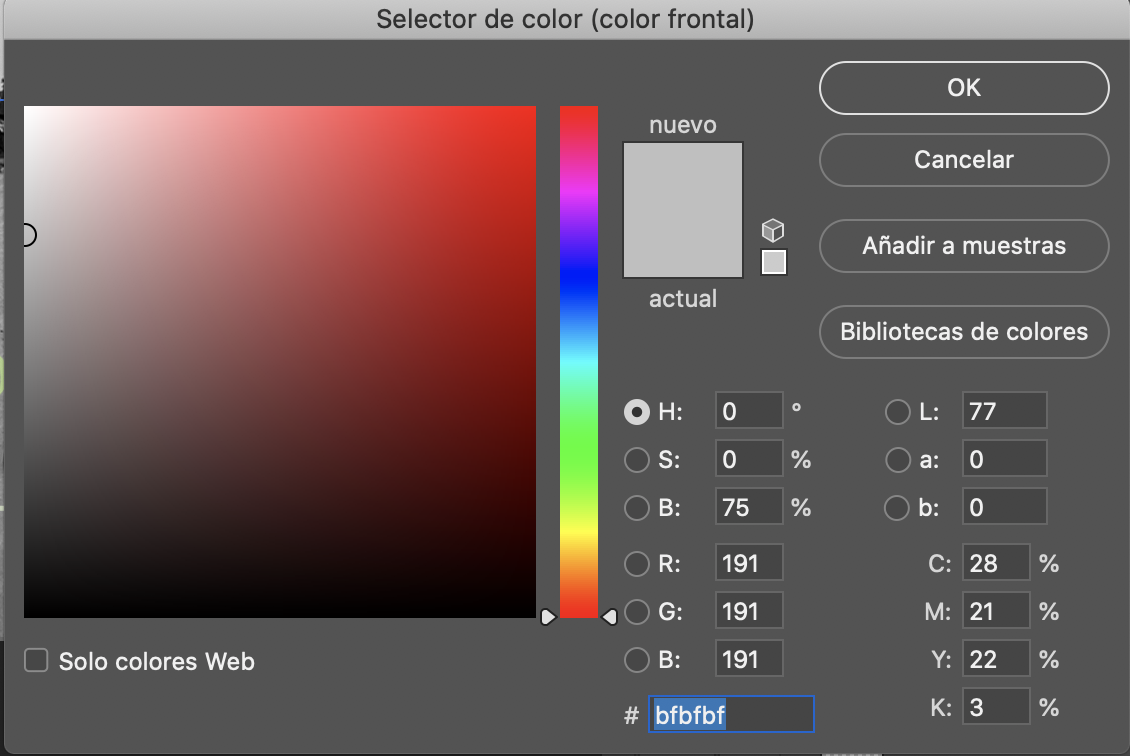 Selector de color (color frontal)
OK
Cancelar
Añadir a muestras
Bibliotecas de colores
nuevo
actual
H: 0 °
S: 0 %
B: 75 %
R: 191
G: 191
B: 191
# bfbfbf
L: 77
a: 0
b: 0
C: 28 %
M: 21 %
Y: 22 %
K: 3 %
Solo colores Web